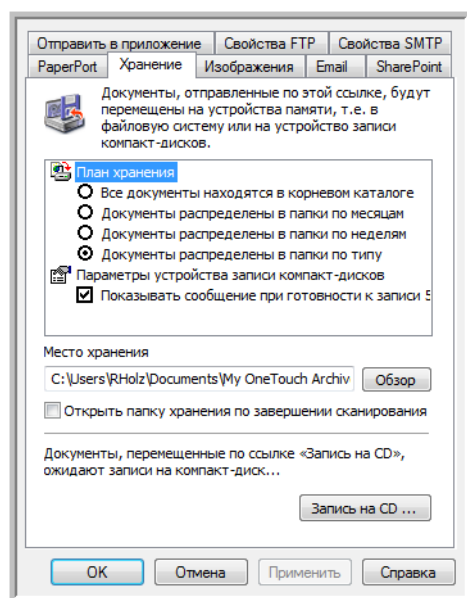 Отправить в приложение Свойства FTP Свойства SMTP
PaperPort Хранение Изображения Email SharePoint
Документы, отправленные по этой ссылке, будут
перемещены на устройства памяти, т.е. в
файловую систему или на устройство записи
компакт-дисков.
План хранения
Все документы находятся в корневом каталоге
Документы распределены в папки по месяцам
Документы распределены в папки по неделям
Документы распределены в папки по типу
Параметры устройства записи компакт-дисков
Показывать сообщение при готовности к записи 5
Место хранения
C:\Users\RHolz\Documents\My OneTouch Archiv Обзор
Открыть папку хранения по завершении сканирования
Документы, перемещенные по ссылке «Запись на CD»,
ожидают записи на компакт-диск...
Запись на CD ...
OK Отмена Применить Справка